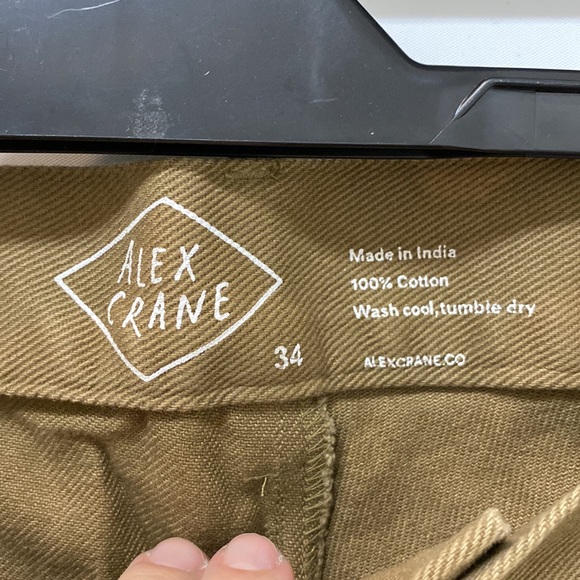 ALEX
CRANE
34
Made in India
100% Cotton
Wash cool, tumble dry
ALEXCRANE.CO